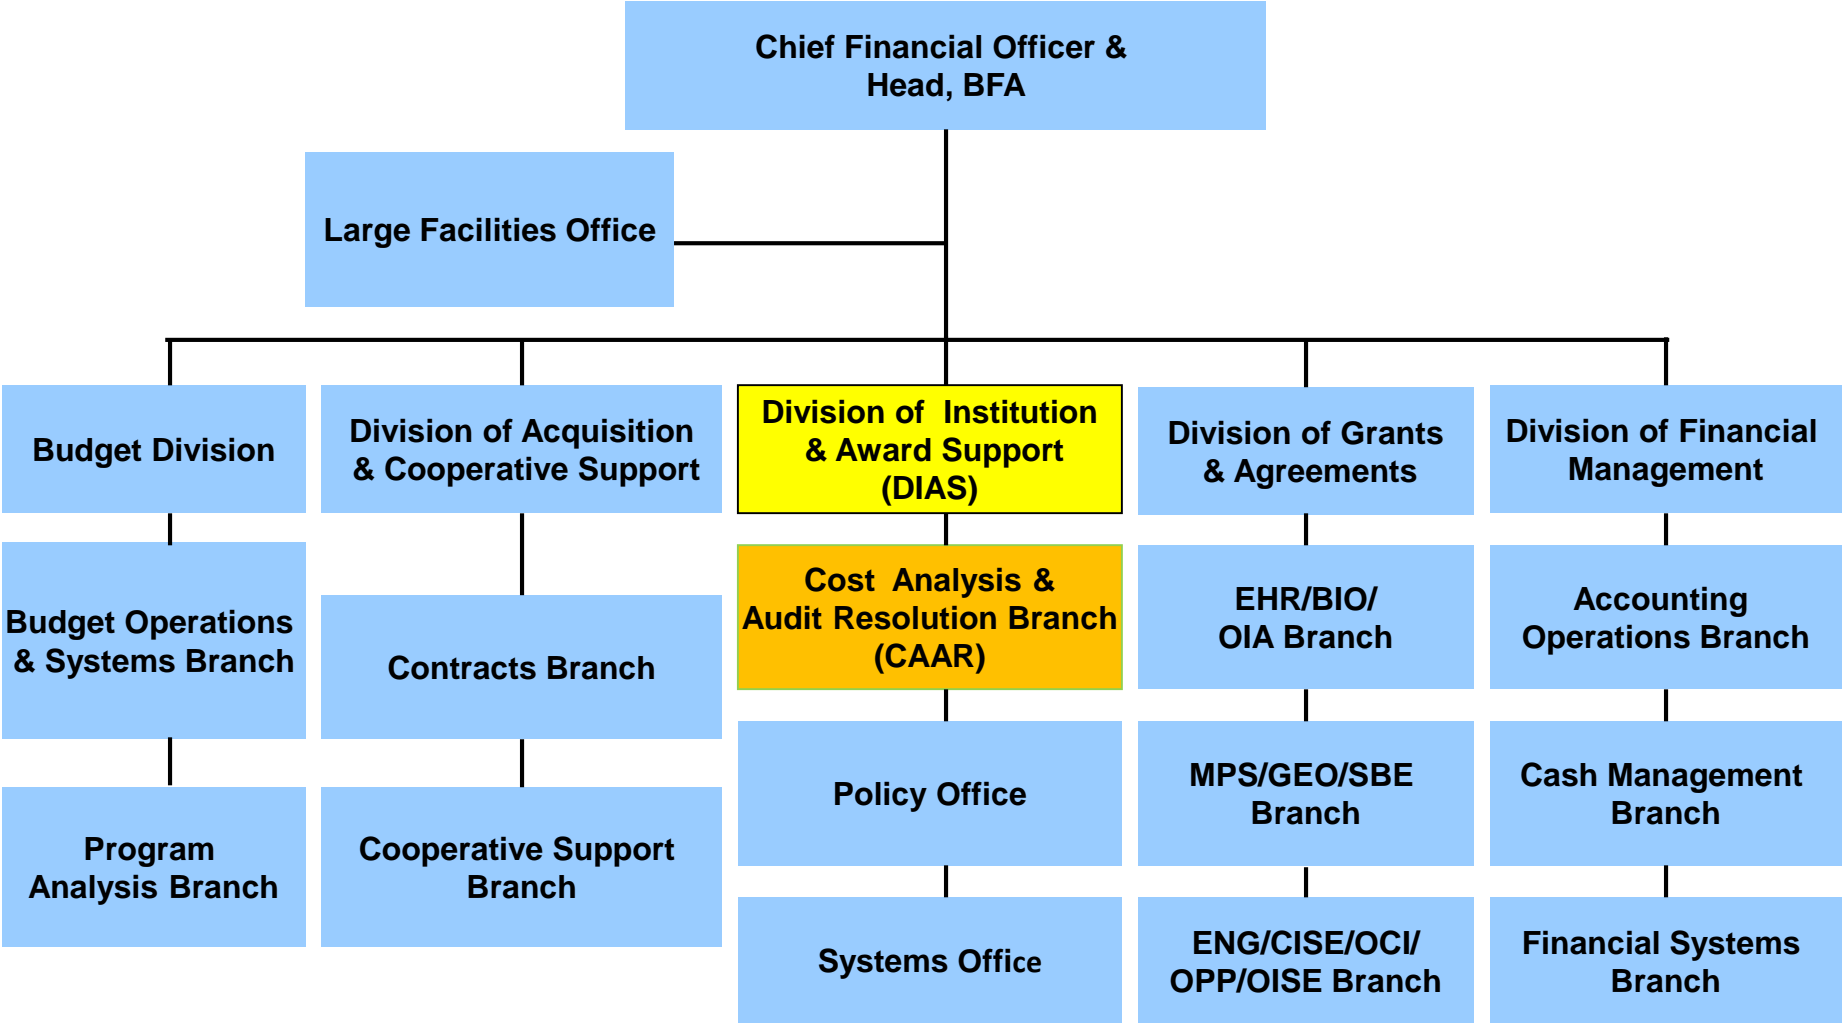 Chief Financial Officer &
Head, BFA
Large Facilities Office
Budget Division
Division of Acquisition
& Cooperative Support
Division of Institution
& Award Support
(DIAS)
Division of Grants
& Agreements
Division of Financial
Management
Budget Operations
& Systems Branch
Contracts Branch
Cost Analysis &
Audit Resolution Branch
(CAAR)
EHR/BIO/
OIA Branch
Accounting
Operations Branch
Program
Analysis Branch
Cooperative Support
Branch
Policy Office
MPS/GEO/SBE
Branch
Cash Management
Branch
Systems Office
ENG/CISE/OCI/
OPP/OISE Branch
Financial Systems
Branch